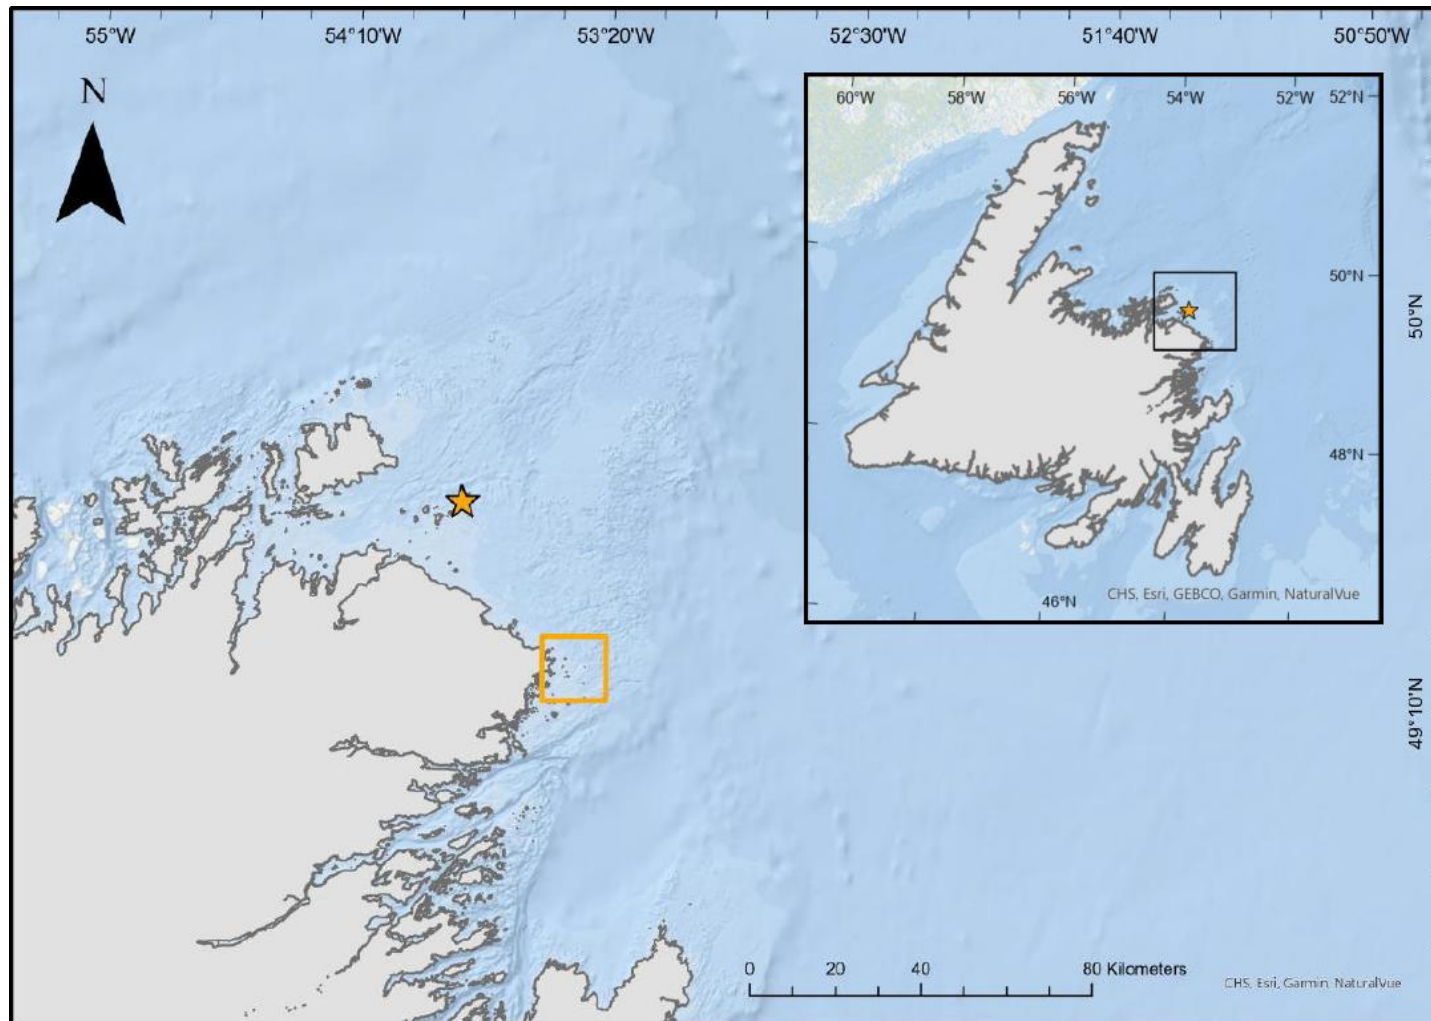 55°W 54°10'W 53°20'W 52°30'W 51°40'W 50°50'W
N
60°W 58°W 56°W 54°W 52°W 52°N
50°N
48°N
46°N
CHS, Esri, GEBCO, Garmin, NaturalVue
50°N
49°10'N
0 20 40 80 Kilometers
CHS, Esri, Garmin, NaturalVue